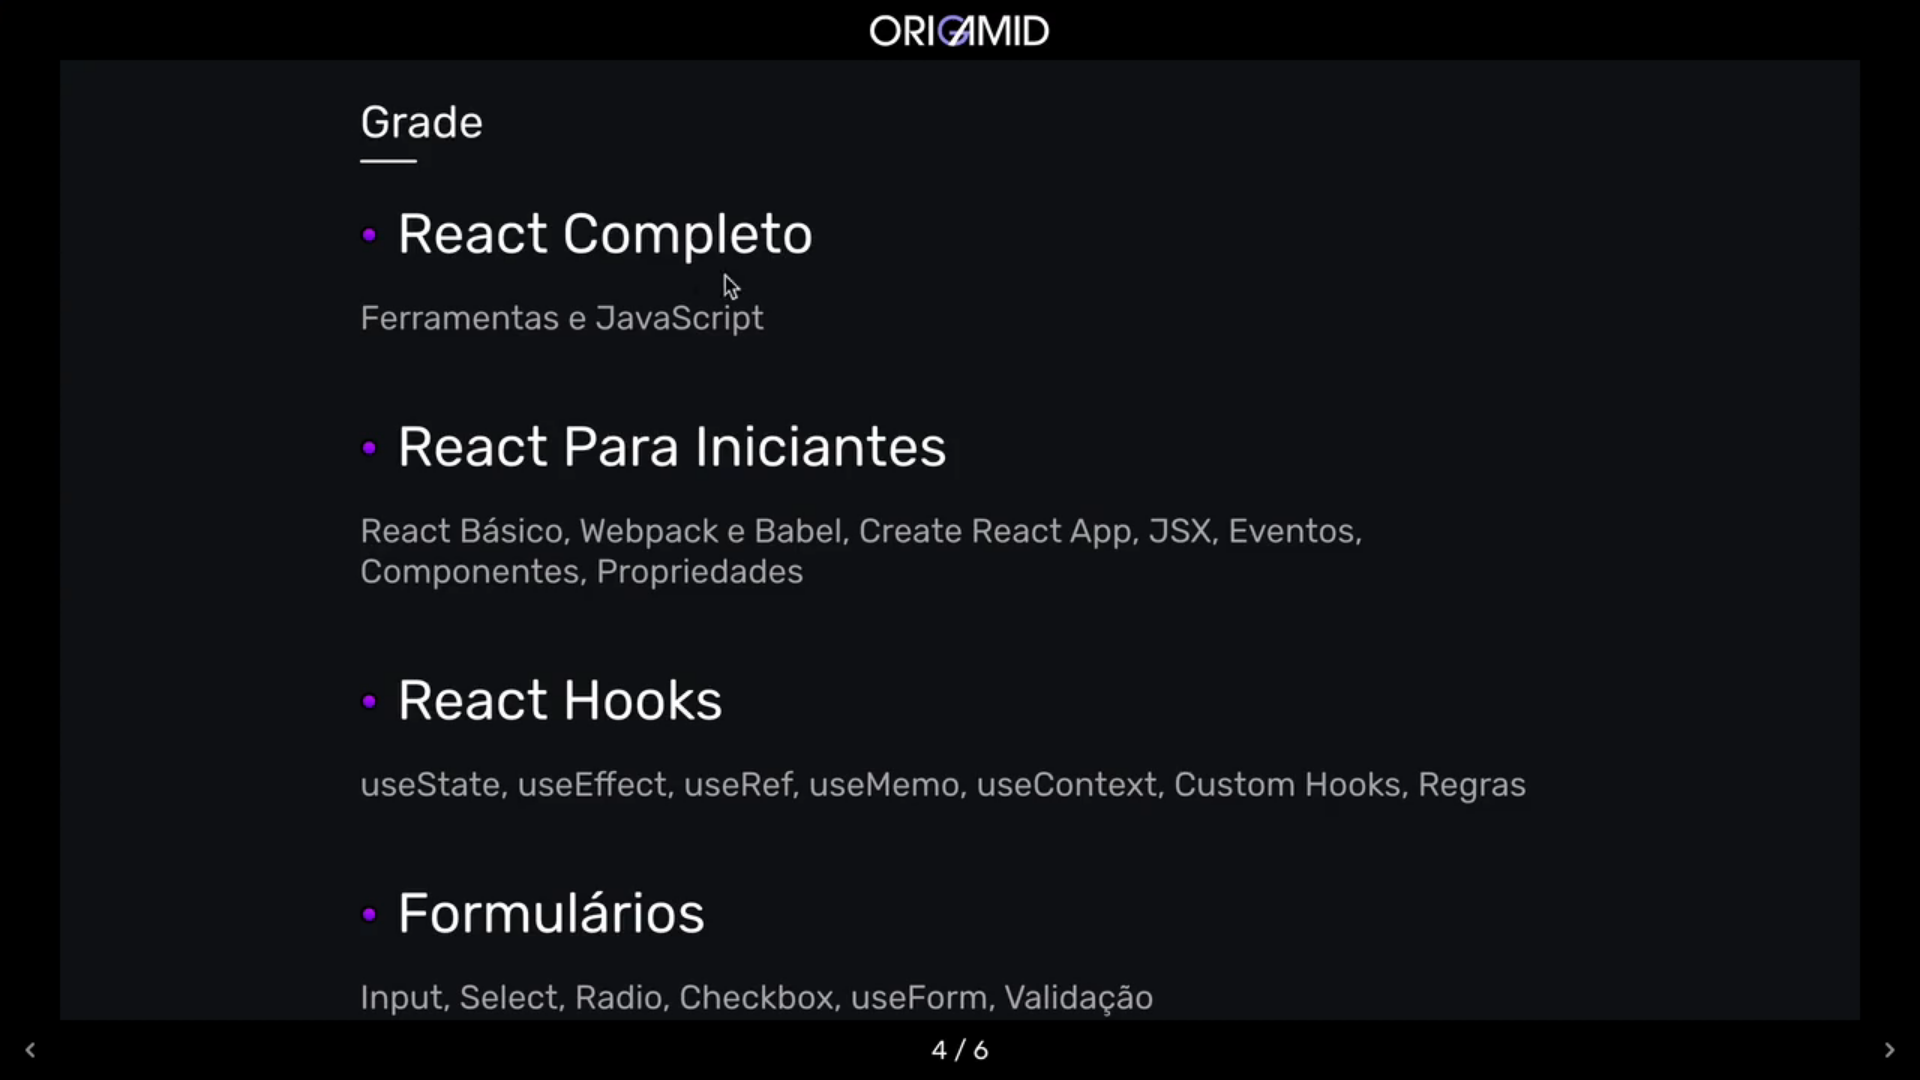 ORIGAMID
Grade
React Completo
Ferramentas e JavaScript
React Para Iniciantes
React Básico, Webpack e Babel, Create React App, JSX, Eventos,
Componentes, Propriedades
React Hooks
useState, useEffect, useRef, useMemo, useContext, Custom Hooks, Regras
Formulários
Input, Select, Radio, Checkbox, useForm, Validação
4 / 6